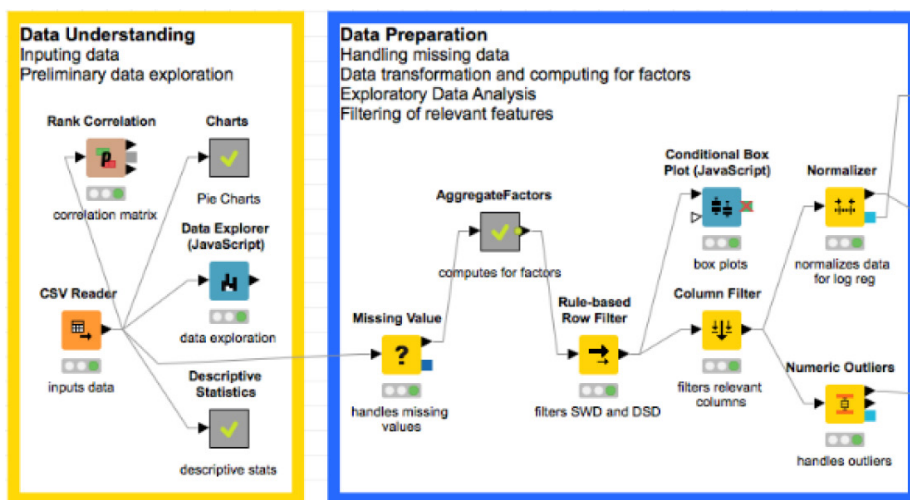 Data Understanding
Inputing data
Preliminary data exploration
Rank Correlation
correlation matrix
Charts
Pie Charts
Data Explorer
(JavaScript)
data exploration
CSV Reader
inputs data
Descriptive
Statistics
descriptive stats
Data Preparation
Handling missing data
Data transformation and computing for factors
Exploratory Data Analysis
Filtering of relevant features
Missing Value
?
handles missing
values
AggregateFactors
computes for factors
Rule-based
Row Filter
filters SWD and DSD
Conditional Box
Plot (JavaScript)
box plots
Column Filter
filters relevant
columns
Normalizer
normalizes data
for log reg
Numeric Outliers
handles outliers